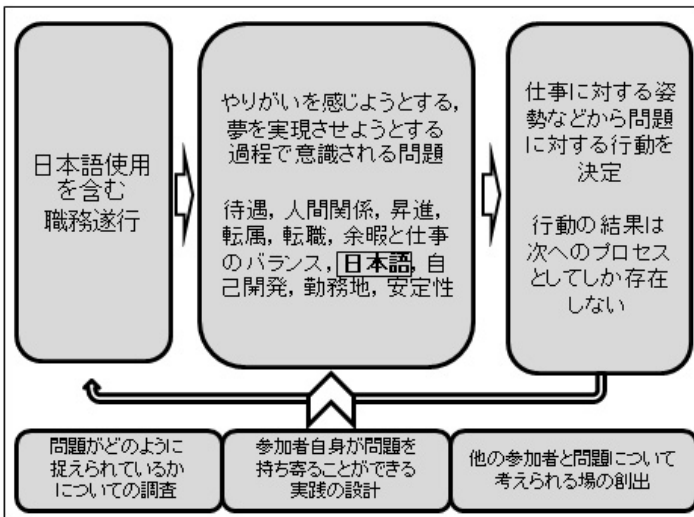 日本語使用
を含む
職務遂行
やりがいを感じようとする,
夢を実現させようとする
過程で意識される問題
待遇, 人間関係, 昇進,
転属, 転職, 余暇と仕事
のバランス, 日本語, 自
己開発, 勤務地, 安定性
仕事に対する姿
勢などから問題
に対する行動を
決定
行動の結果は
次へのプロセス
としてしか存在
しない
問題がどのように
捉えられているか
についての調査
参加者自身が問題を
持ち寄ることができる
実践の設計
他の参加者と問題について
考えられる場の創出